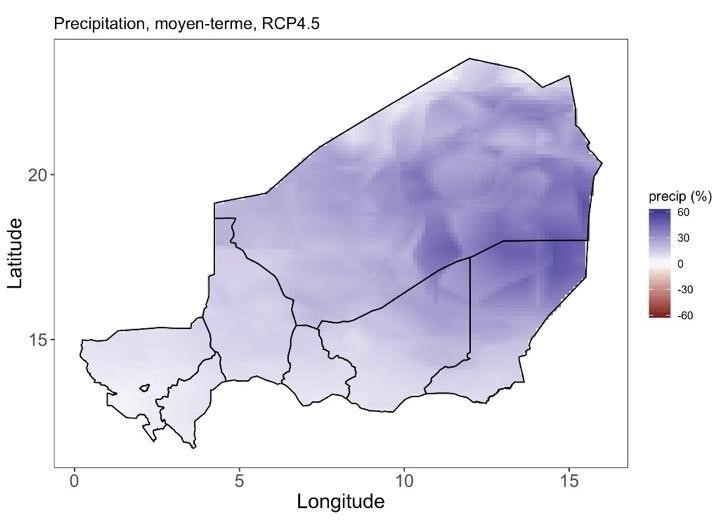 Precipitation, moyen-terme, RCP4.5
Latitude
20
15
0
5
10
15
Longitude
precip (%)
60
30
0
-30
-60